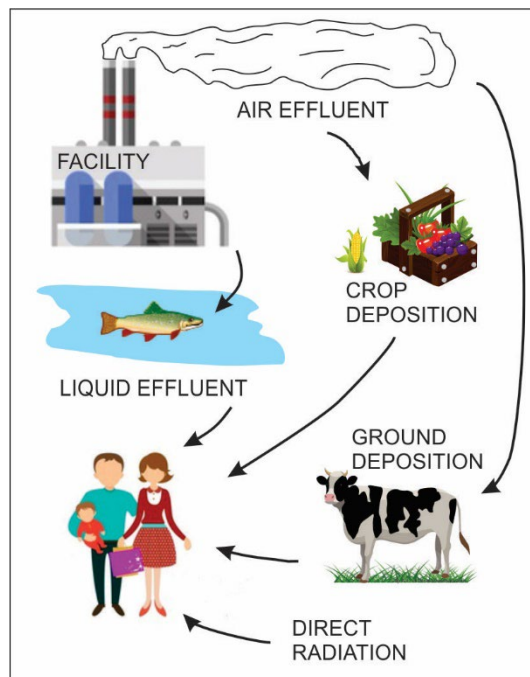 AIR EFFLUENT
FACILITY
CROP
DEPOSITION
LIQUID EFFLUENT
GROUND
DEPOSITION
DIRECT
RADIATION